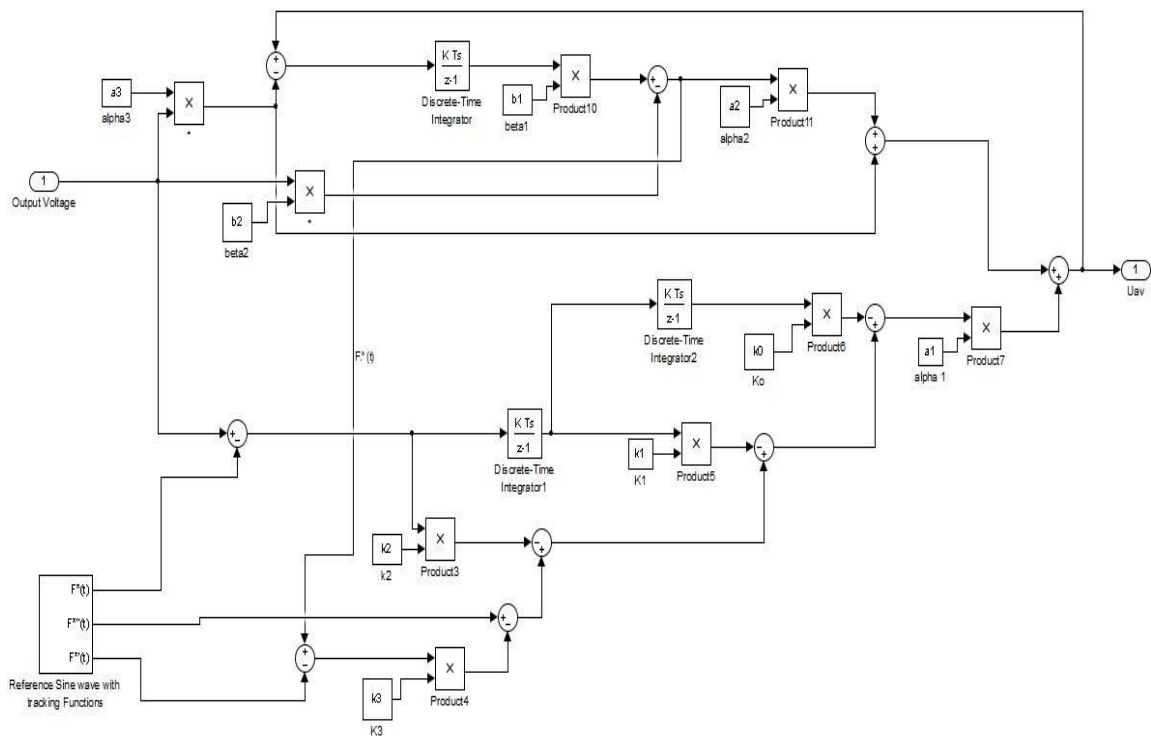 a3
alpha3
X
*
+
−
K Ts
z-1
Discrete-Time
Integrator
b1
beta1
X
Product10
+
−
a2
alpha2
X
Product11
+
+
1
Output Voltage
b2
beta2
X
*
F.^ (t)
K Ts
z-1
Discrete-Time
Integrator2
k0
Ko
X
Product6
−
+
a1
alpha 1
X
Product7
+
+
1
Uav
+
−
K Ts
z-1
Discrete-Time
Integrator1
k1
K1
X
Product5
−
+
k2
k2
X
Product3
−
+
F*(t)
F*''(t)
F*'(t)
Reference Sine wave with
tracking Functions
+
−
k3
K3
X
Product4
+
−